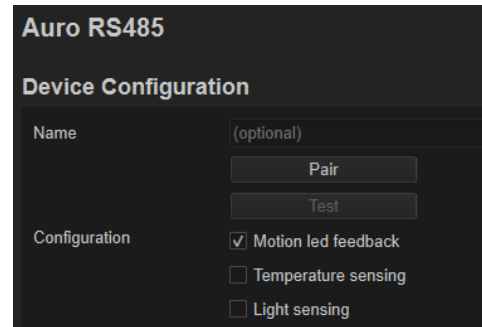 Auro RS485
Device Configuration
Name
(optional)
Pair
Test
Configuration
Motion led feedback
Temperature sensing
Light sensing